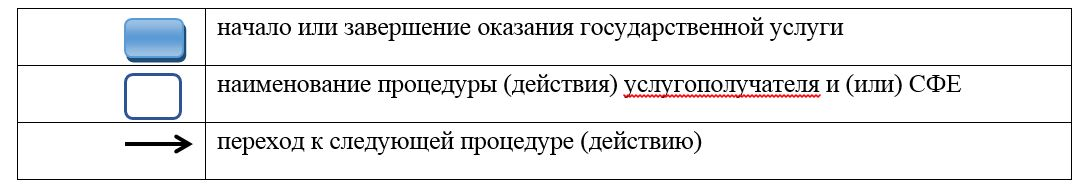 начало или завершение оказания государственной услуги
наименование процедуры (действия) услугополучателя и (или) СФЕ
переход к следующей процедуре (действию)